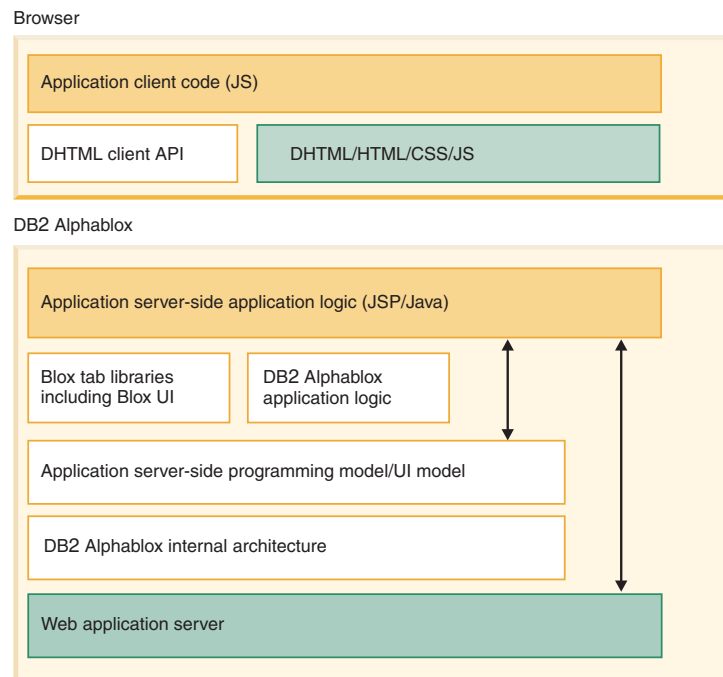 Browser
Application client code (JS)
DHTML client API
DHTML/HTML/CSS/JS
DB2 Alphablox
Application server-side application logic (JSP/Java)
Blox tab libraries
including Blox UI
DB2 Alphablox
application logic
Application server-side programming model/UI model
DB2 Alphablox internal architecture
Web application server